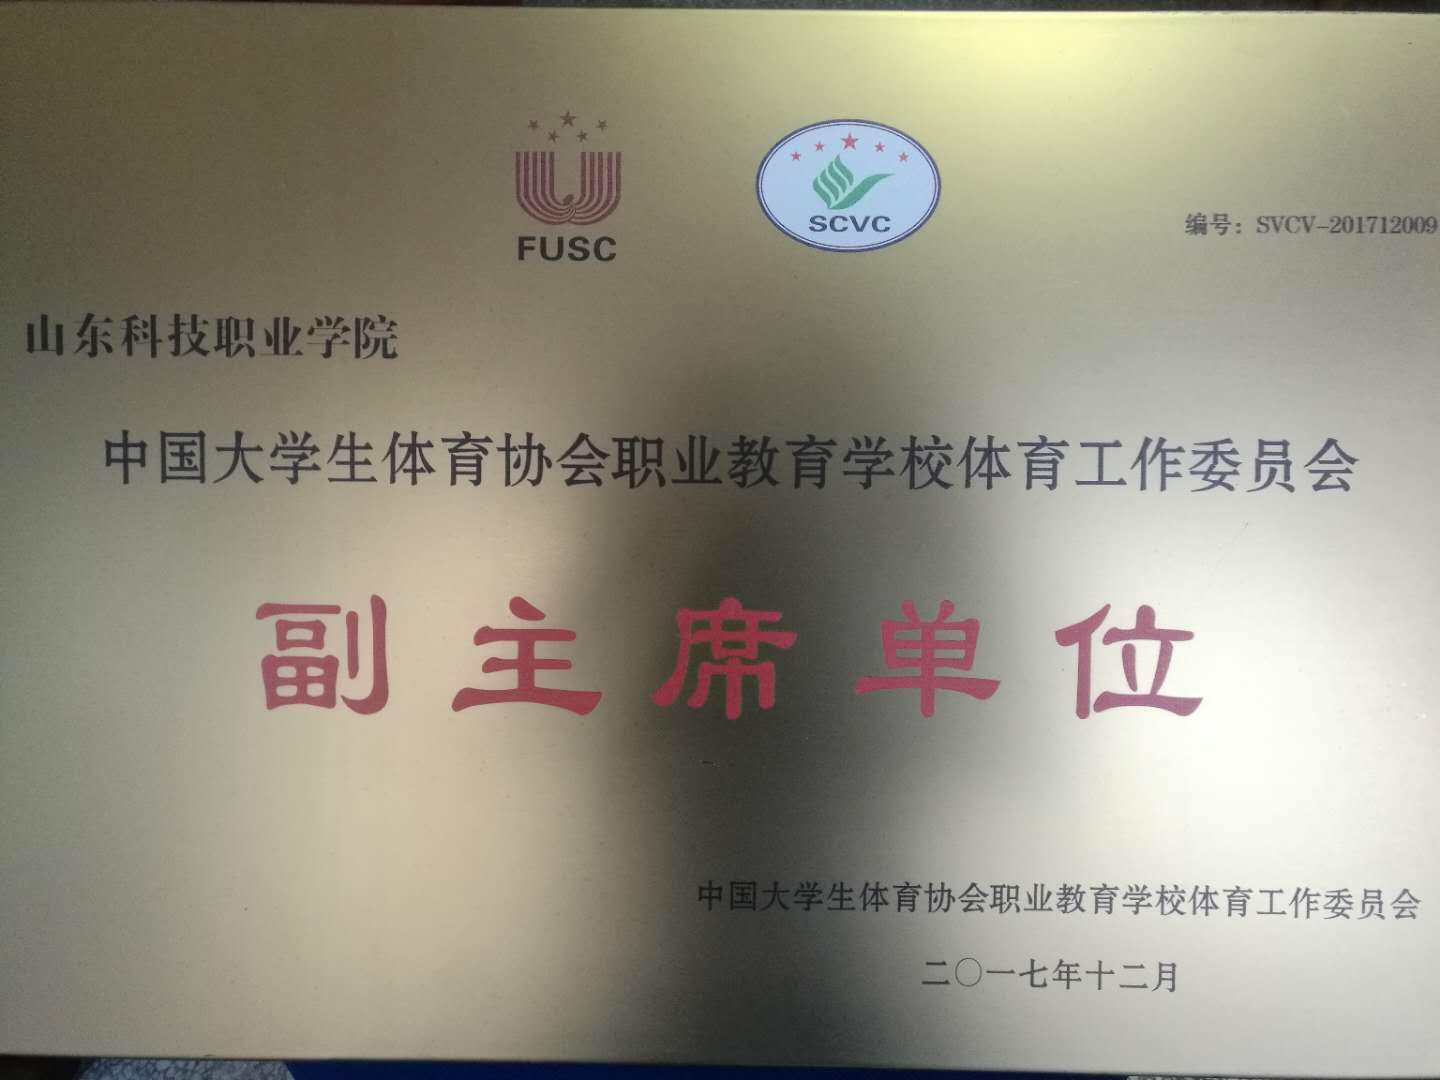 FUSC
SCVC
编号：SVCV-201712009
山东科技职业学院
中国大学生体育协会职业教育学校体育工作委员会
副主席单位
中国大学生体育协会职业教育学校体育工作委员会
二〇一七年十二月